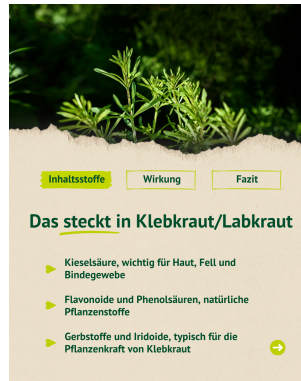 Inhaltsstoffe
Wirkung
Fazit
Das steckt in Klebkraut/Labkraut
Kieselsäure, wichtig für Haut, Fell und
Bindegewebe
Flavonoide und Phenolsäuren, natürliche
Pflanzenstoffe
Gerbstoffe und Iridoide, typisch für die
Pflanzenkraft von Klebkraut